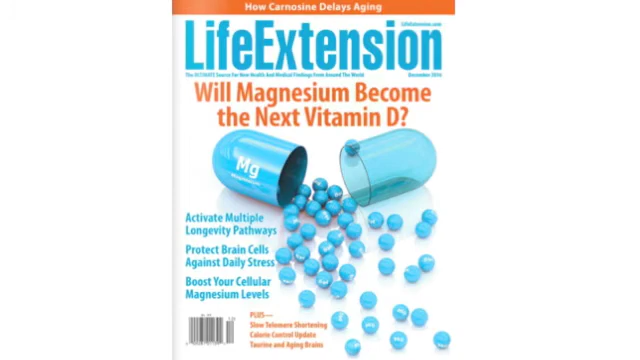 How Carnosine Delays Aging
LifeExtension.com
LifeExtension
The ULTIMATE Source For New Health And Medical Findings From Around The World
December 2016
Will Magnesium Become
the Next Vitamin D?
Mg
Activate Multiple
Longevity Pathways
Protect Brain Cells
Against Daily Stress
Boost Your Cellular
Magnesium Levels
PLUS—
Slow Telomere Shortening
Calorie Control Update
Taurine and Aging Brains